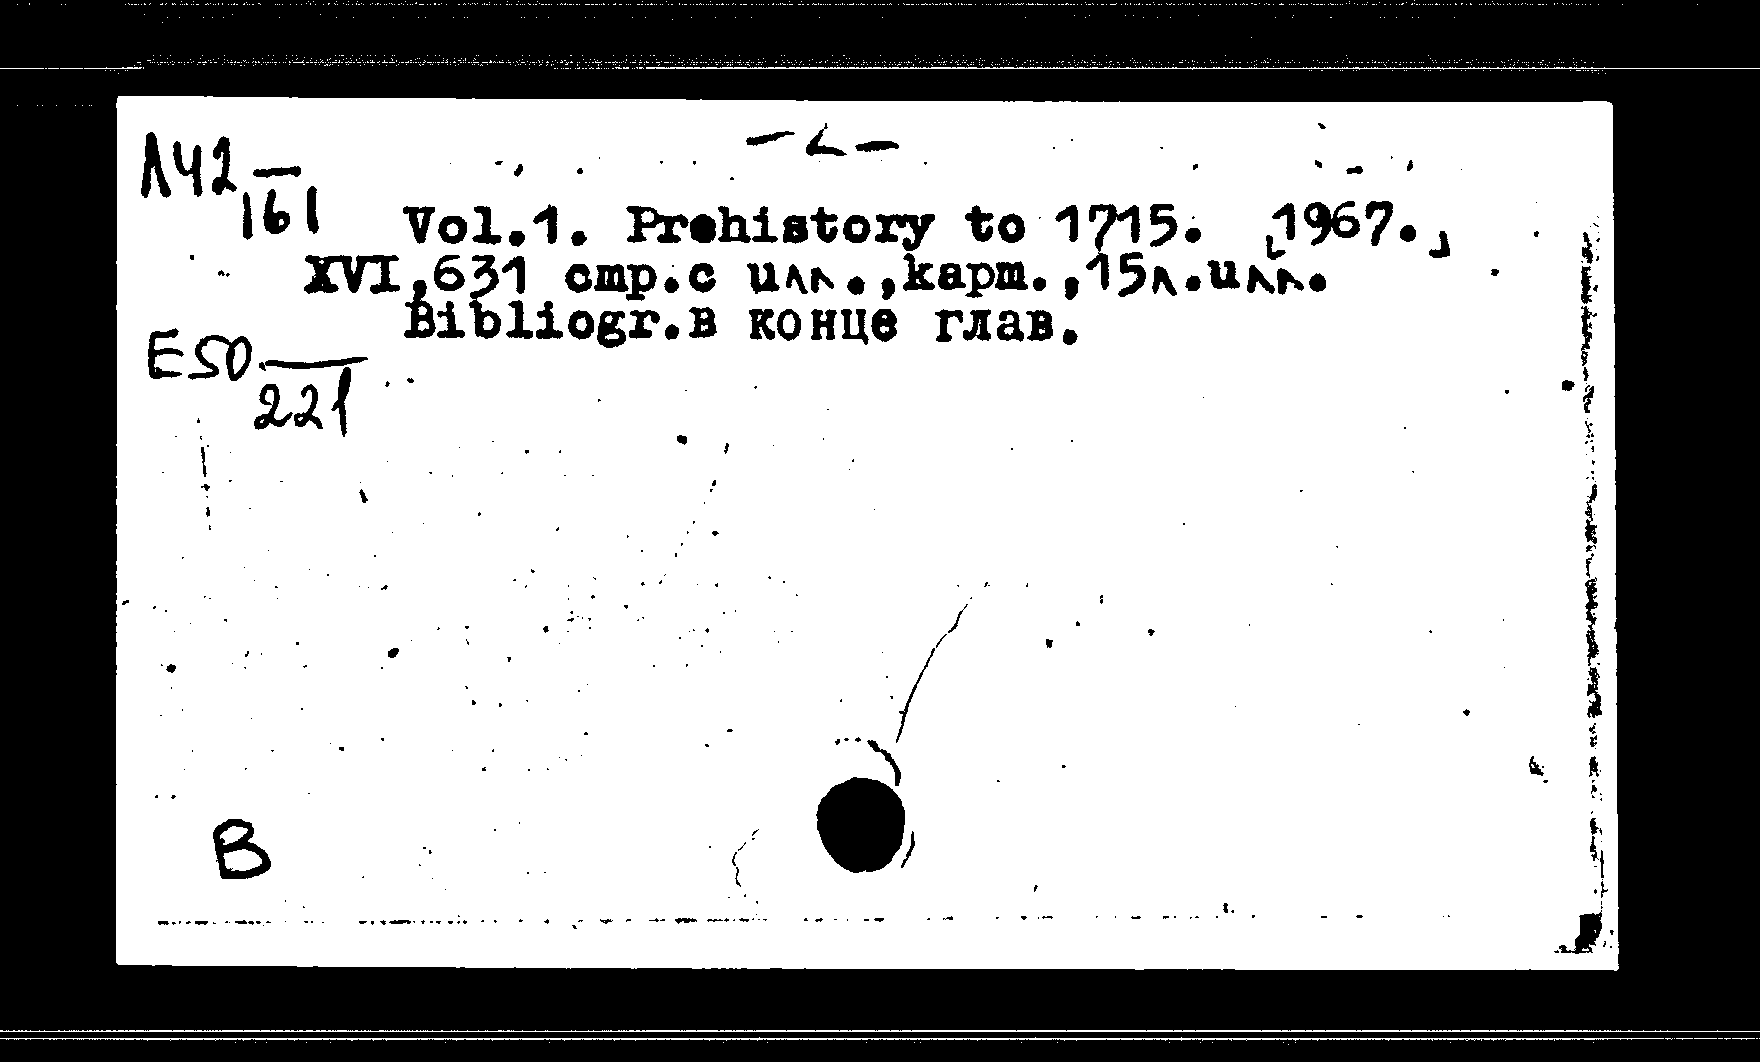 - 2 -
Л42
161
Vol.1. Prehistory to 1715. [1967.]
XVI,631 стр.с илл.,карт.,15л.илл.
Bibliogr.в конце глав.
E50
221
B